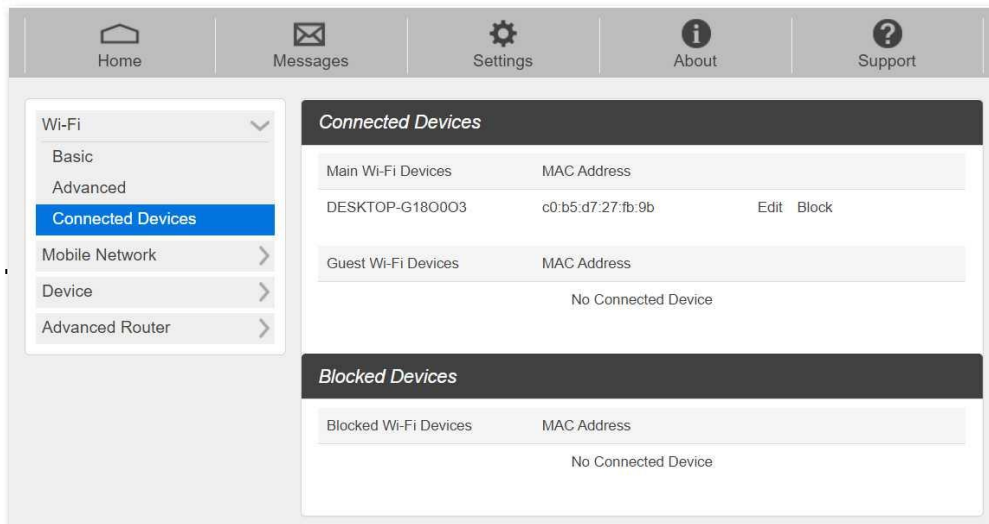 Home Messages Settings About Support
Wi-Fi
Basic
Advanced
Connected Devices
Mobile Network
Device
Advanced Router
Connected Devices
Main Wi-Fi Devices MAC Address
DESKTOP-G18O0O3 c0:b5:d7:27:fb:9b Edit Block
Guest Wi-Fi Devices MAC Address
No Connected Device
Blocked Devices
Blocked Wi-Fi Devices MAC Address
No Connected Device